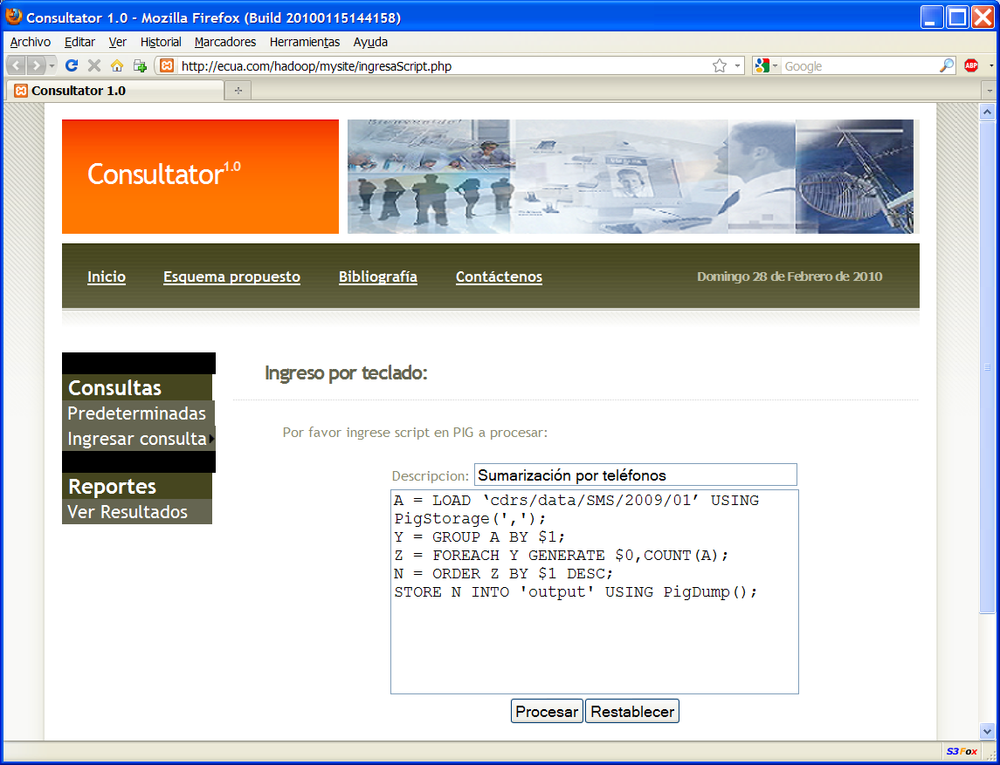 Consultator 1.0 - Mozilla Firefox (Build 20100115144158)
Archivo Editar Ver Historial Marcadores Herramientas Ayuda
http://ecua.com/hadoop/mysite/ingresaScript.php
Google
ABP
Consultator 1.0
Consultator1.0
Inicio Esquema propuesto Bibliografía Contáctenos Domingo 28 de Febrero de 2010
Consultas
Predeterminadas
Ingresar consulta
Reportes
Ver Resultados
Ingreso por teclado:
Por favor ingrese script en PIG a procesar:
Descripcion: Sumarización por teléfonos
A = LOAD ‘cdrs/data/SMS/2009/01’ USING
PigStorage(',');
Y = GROUP A BY $1;
Z = FOREACH Y GENERATE $0,COUNT(A);
N = ORDER Z BY $1 DESC;
STORE N INTO 'output' USING PigDump();
Procesar Restablecer
S3Fox